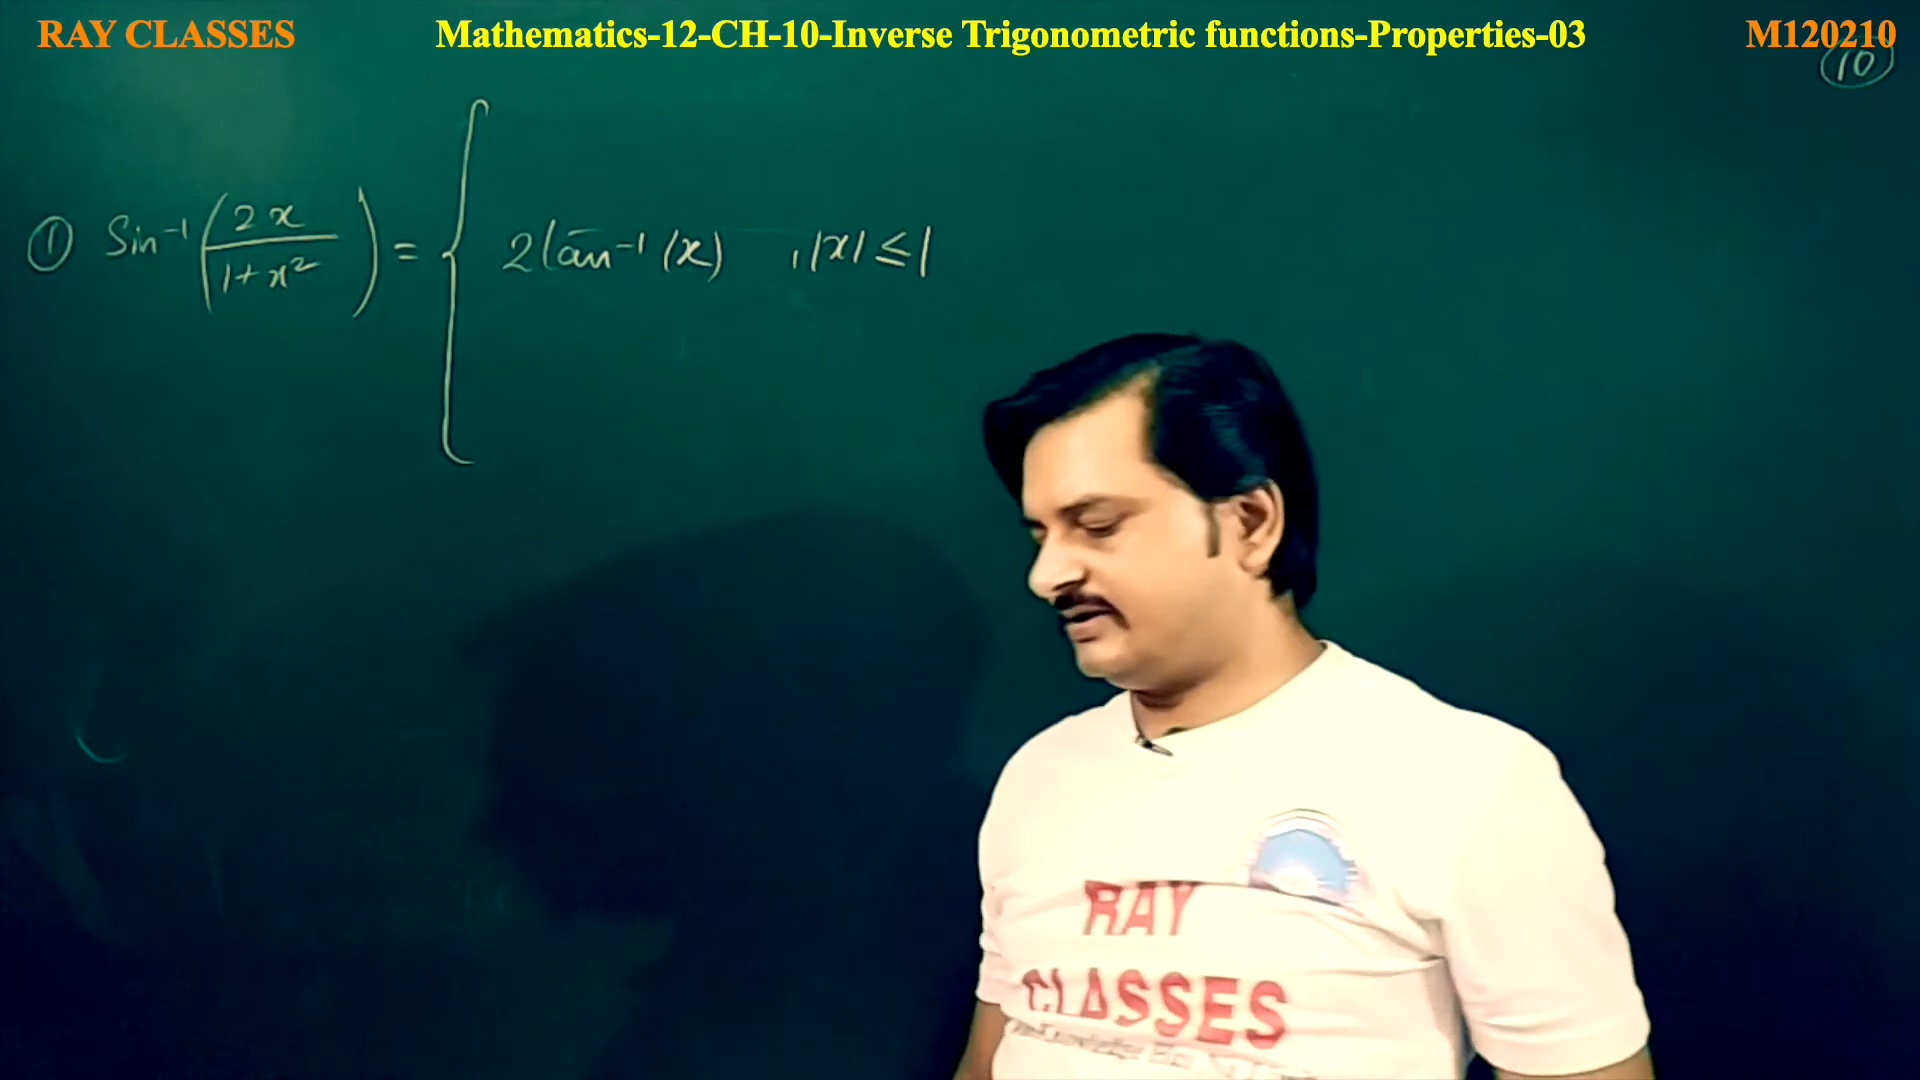 RAY CLASSES Mathematics-12-CH-10-Inverse Trigonometric functions-Properties-03 M120210
10
① Sin⁻¹(2x/1+x²) = { 2tan⁻¹(x) , |x| ≤ 1
RAY
CLASSES